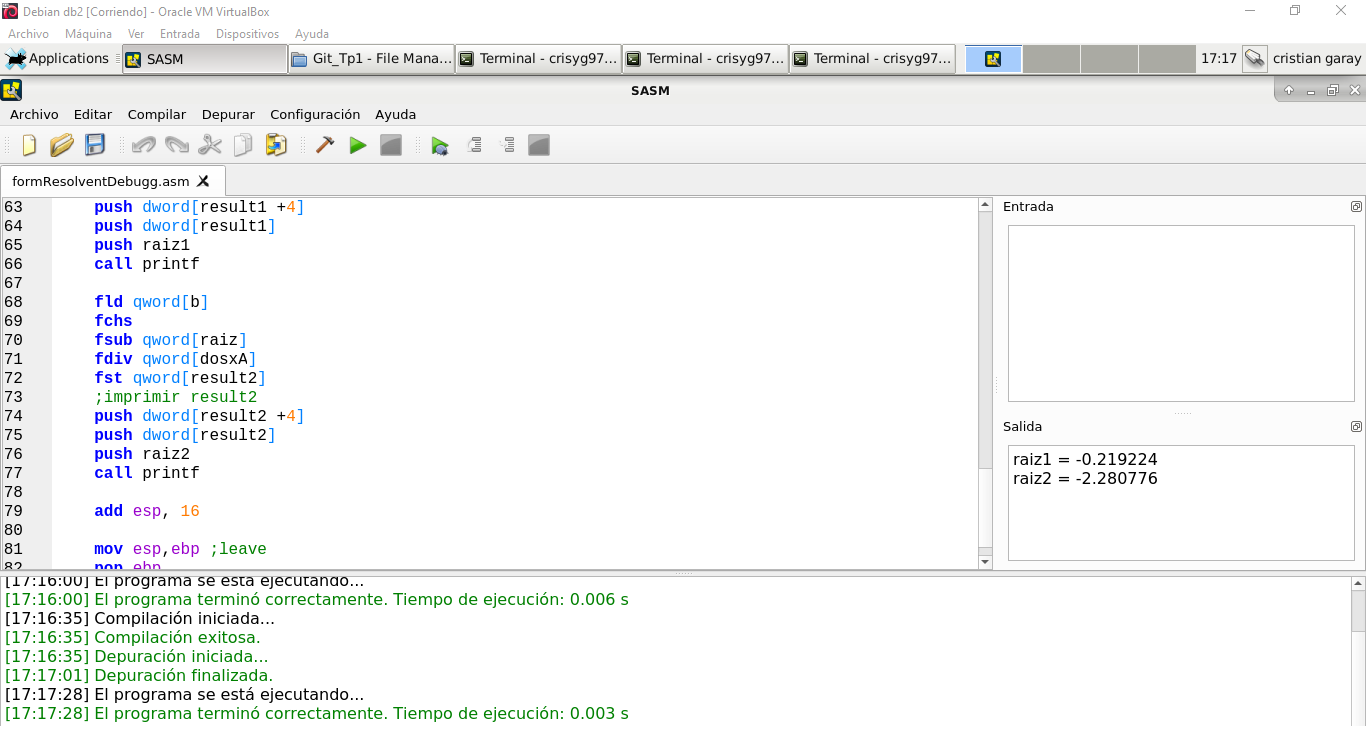 Debian db2 [Corriendo] - Oracle VM VirtualBox
Archivo Máquina Ver Entrada Dispositivos Ayuda
Applications SASM Git_Tp1 - File Mana... Terminal - crisyg97... Terminal - crisyg97... Terminal - crisyg97... 17:17 cristian garay
SASM
Archivo Editar Compilar Depurar Configuración Ayuda
formResolventDebugg.asm
63 push dword[result1 +4]
64 push dword[result1]
65 push raiz1
66 call printf
67
68 fld qword[b]
69 fchs
70 fsub qword[raiz]
71 fdiv qword[dosxA]
72 fst qword[result2]
73 ;imprimir result2
74 push dword[result2 +4]
75 push dword[result2]
76 push raiz2
77 call printf
78
79 add esp, 16
80
81 mov esp,ebp ;leave
82 pop ebp
Entrada
Salida
raiz1 = -0.219224
raiz2 = -2.280776
[17:16:00] El programa se está ejecutando...
[17:16:00] El programa terminó correctamente. Tiempo de ejecución: 0.006 s
[17:16:35] Compilación iniciada...
[17:16:35] Compilación exitosa.
[17:16:35] Depuración iniciada...
[17:17:01] Depuración finalizada.
[17:17:28] El programa se está ejecutando...
[17:17:28] El programa terminó correctamente. Tiempo de ejecución: 0.003 s